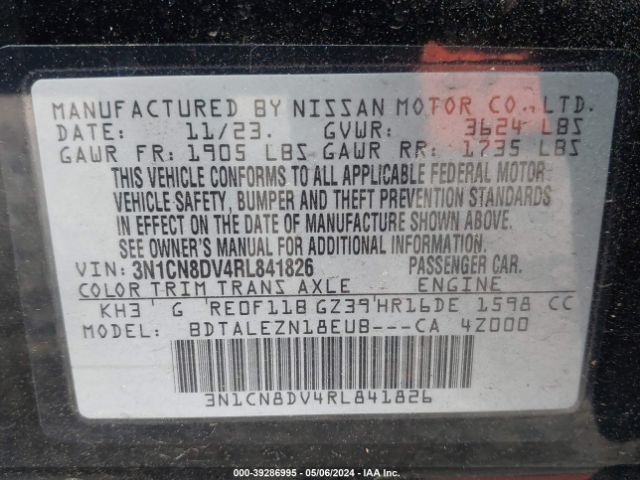 MANUFACTURED BY NISSAN MOTOR CO., LTD.
DATE: 11/23. GVWR: 3624 LBS
GAWR FR: 1905 LBS GAWR RR: 1735 LBS
THIS VEHICLE CONFORMS TO ALL APPLICABLE FEDERAL MOTOR
VEHICLE SAFETY, BUMPER AND THEFT PREVENTION STANDARDS
IN EFFECT ON THE DATE OF MANUFACTURE SHOWN ABOVE.
SEE OWNER'S MANUAL FOR ADDITIONAL INFORMATION.
VIN: 3N1CN8DV4RL841826 PASSENGER CAR.
COLOR TRIM TRANS AXLE ENGINE
KH3 G RE0F11B GZ39 HR16DE 1598 CC
MODEL: BDTALEZN18EUB---CA 4Z000
3N1CN8DV4RL841826
000-39286995 - 05/06/2024 - IAA Inc.